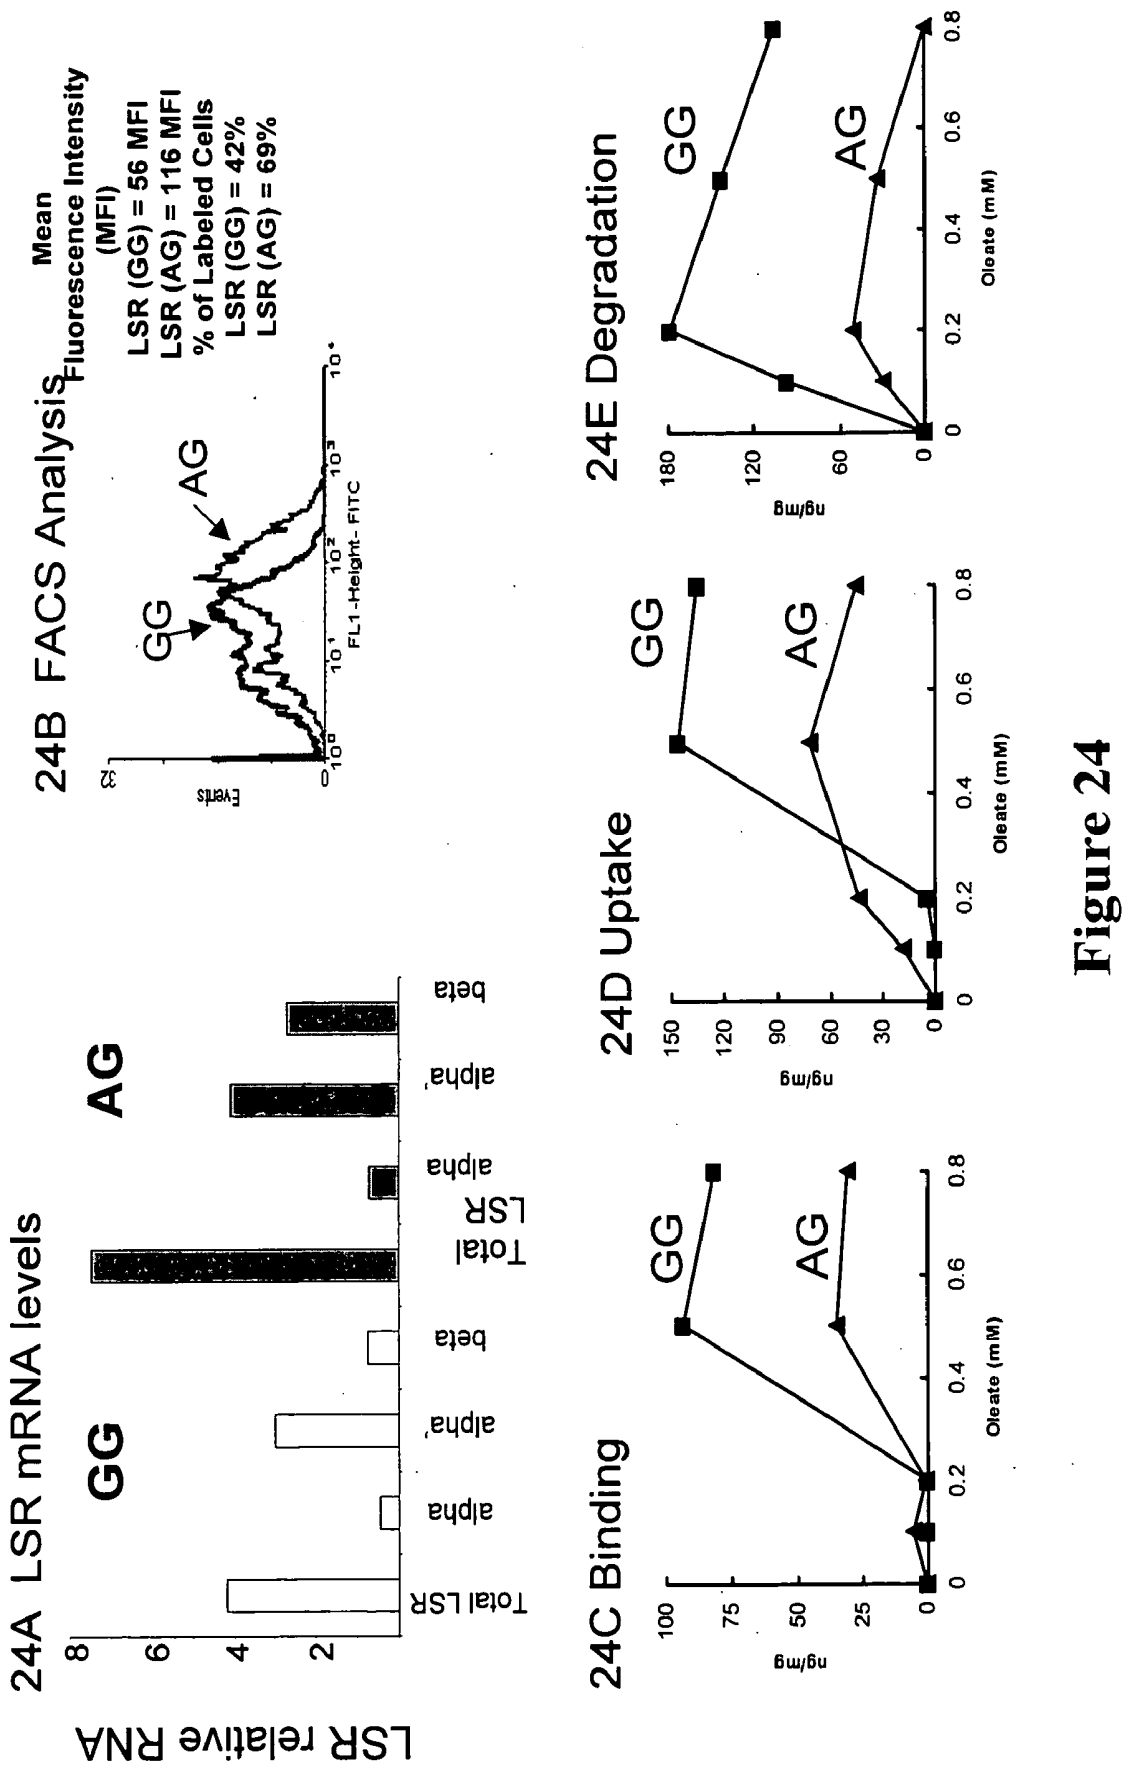 24A LSR mRNA levels
LSR relative RNA
8
6
4
2
GG
AG
Total LSR
alpha
alpha'
beta
Total
LSR
alpha
alpha'
beta
24B FACS Analysis
Events
32
0
10⁰
10¹
10²
10³
10⁴
FL1-Height-FITC
GG
AG
Mean
Fluorescence Intensity
(MFI)
LSR (GG) = 56 MFI
LSR (AG) = 116 MFI
% of Labeled Cells
LSR (GG) = 42%
LSR (AG) = 69%
24C Binding
ng/mg
100
75
50
25
0
0
0.2
0.4
0.6
0.8
Oleate (mM)
GG
AG
24D Uptake
ng/mg
150
120
90
60
30
0
0
0.2
0.4
0.6
0.8
Oleate (mM)
GG
AG
24E Degradation
ng/mg
180
120
60
0
0
0.2
0.4
0.6
0.8
Oleate (mM)
GG
AG
Figure 24